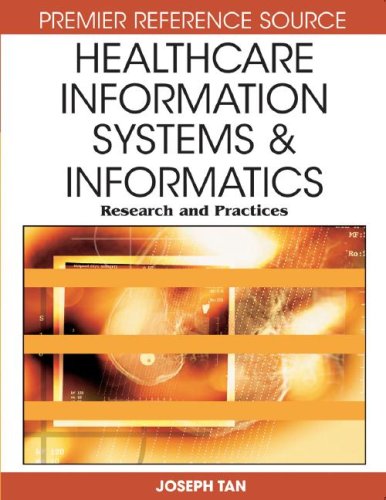 PREMIER REFERENCE SOURCE
HEALTHCARE
INFORMATION
SYSTEMS &
INFORMATICS
Research and Practices
JOSEPH TAN